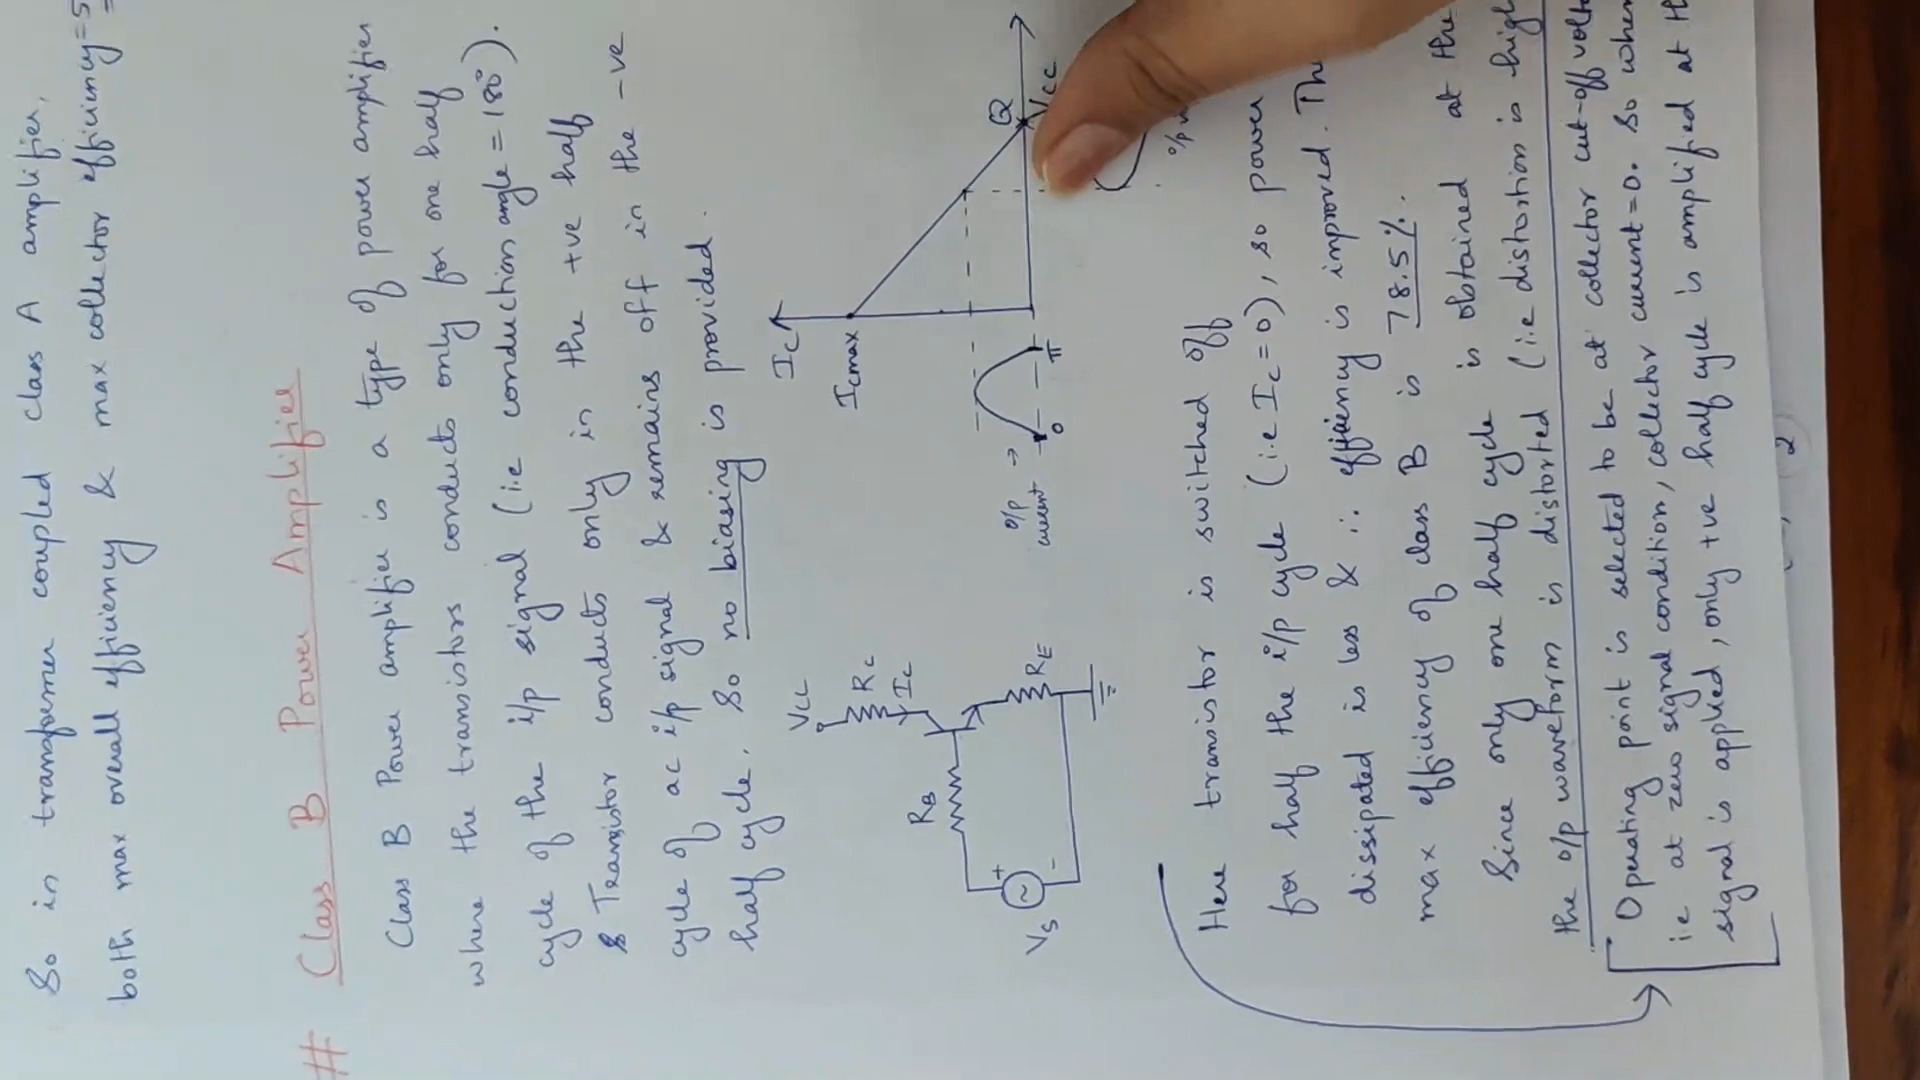 So in transformer coupled class A amplifier,
both max overall efficiency & max collector efficiency = 5
# Class B Power Amplifier
Class B Power amplifier is a type of power amplifier
where the transistors conducts only for one half
cycle of the i/p signal (i.e conduction angle = 180°).
& Transistor conducts only in the +ve half
cycle of ac i/p signal & remains off in the -ve
half cycle. So no biasing is provided.
VCC
RC
IC
RB
RE
VS
+
-
IC
ICmax
Q
VCC
o/p current →
0
π
o/p
Here transistor is switched off
for half the i/p cycle (i.e IC = 0), so power
dissipated is less & ∴ efficiency is improved. The
max efficiency of class B is 78.5%.
Since only one half cycle is obtained at the
the o/p waveform is distorted (i.e distortion is high
Operating point is selected to be at collector cut-off volt
i.e at zero signal condition, collector current = 0. So when
signal is applied, only +ve half cycle is amplified at th
2